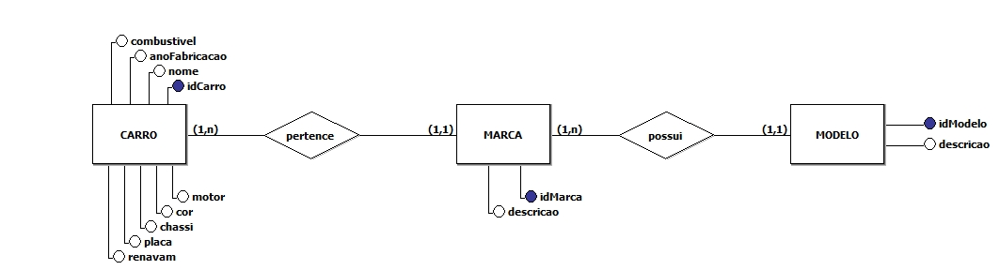 combustivel
anoFabricacao
nome
idCarro
CARRO
(1,n)
pertence
(1,1)
MARCA
(1,n)
possui
(1,1)
MODELO
idModelo
descricao
motor
cor
chassi
placa
renavam
idMarca
descricao